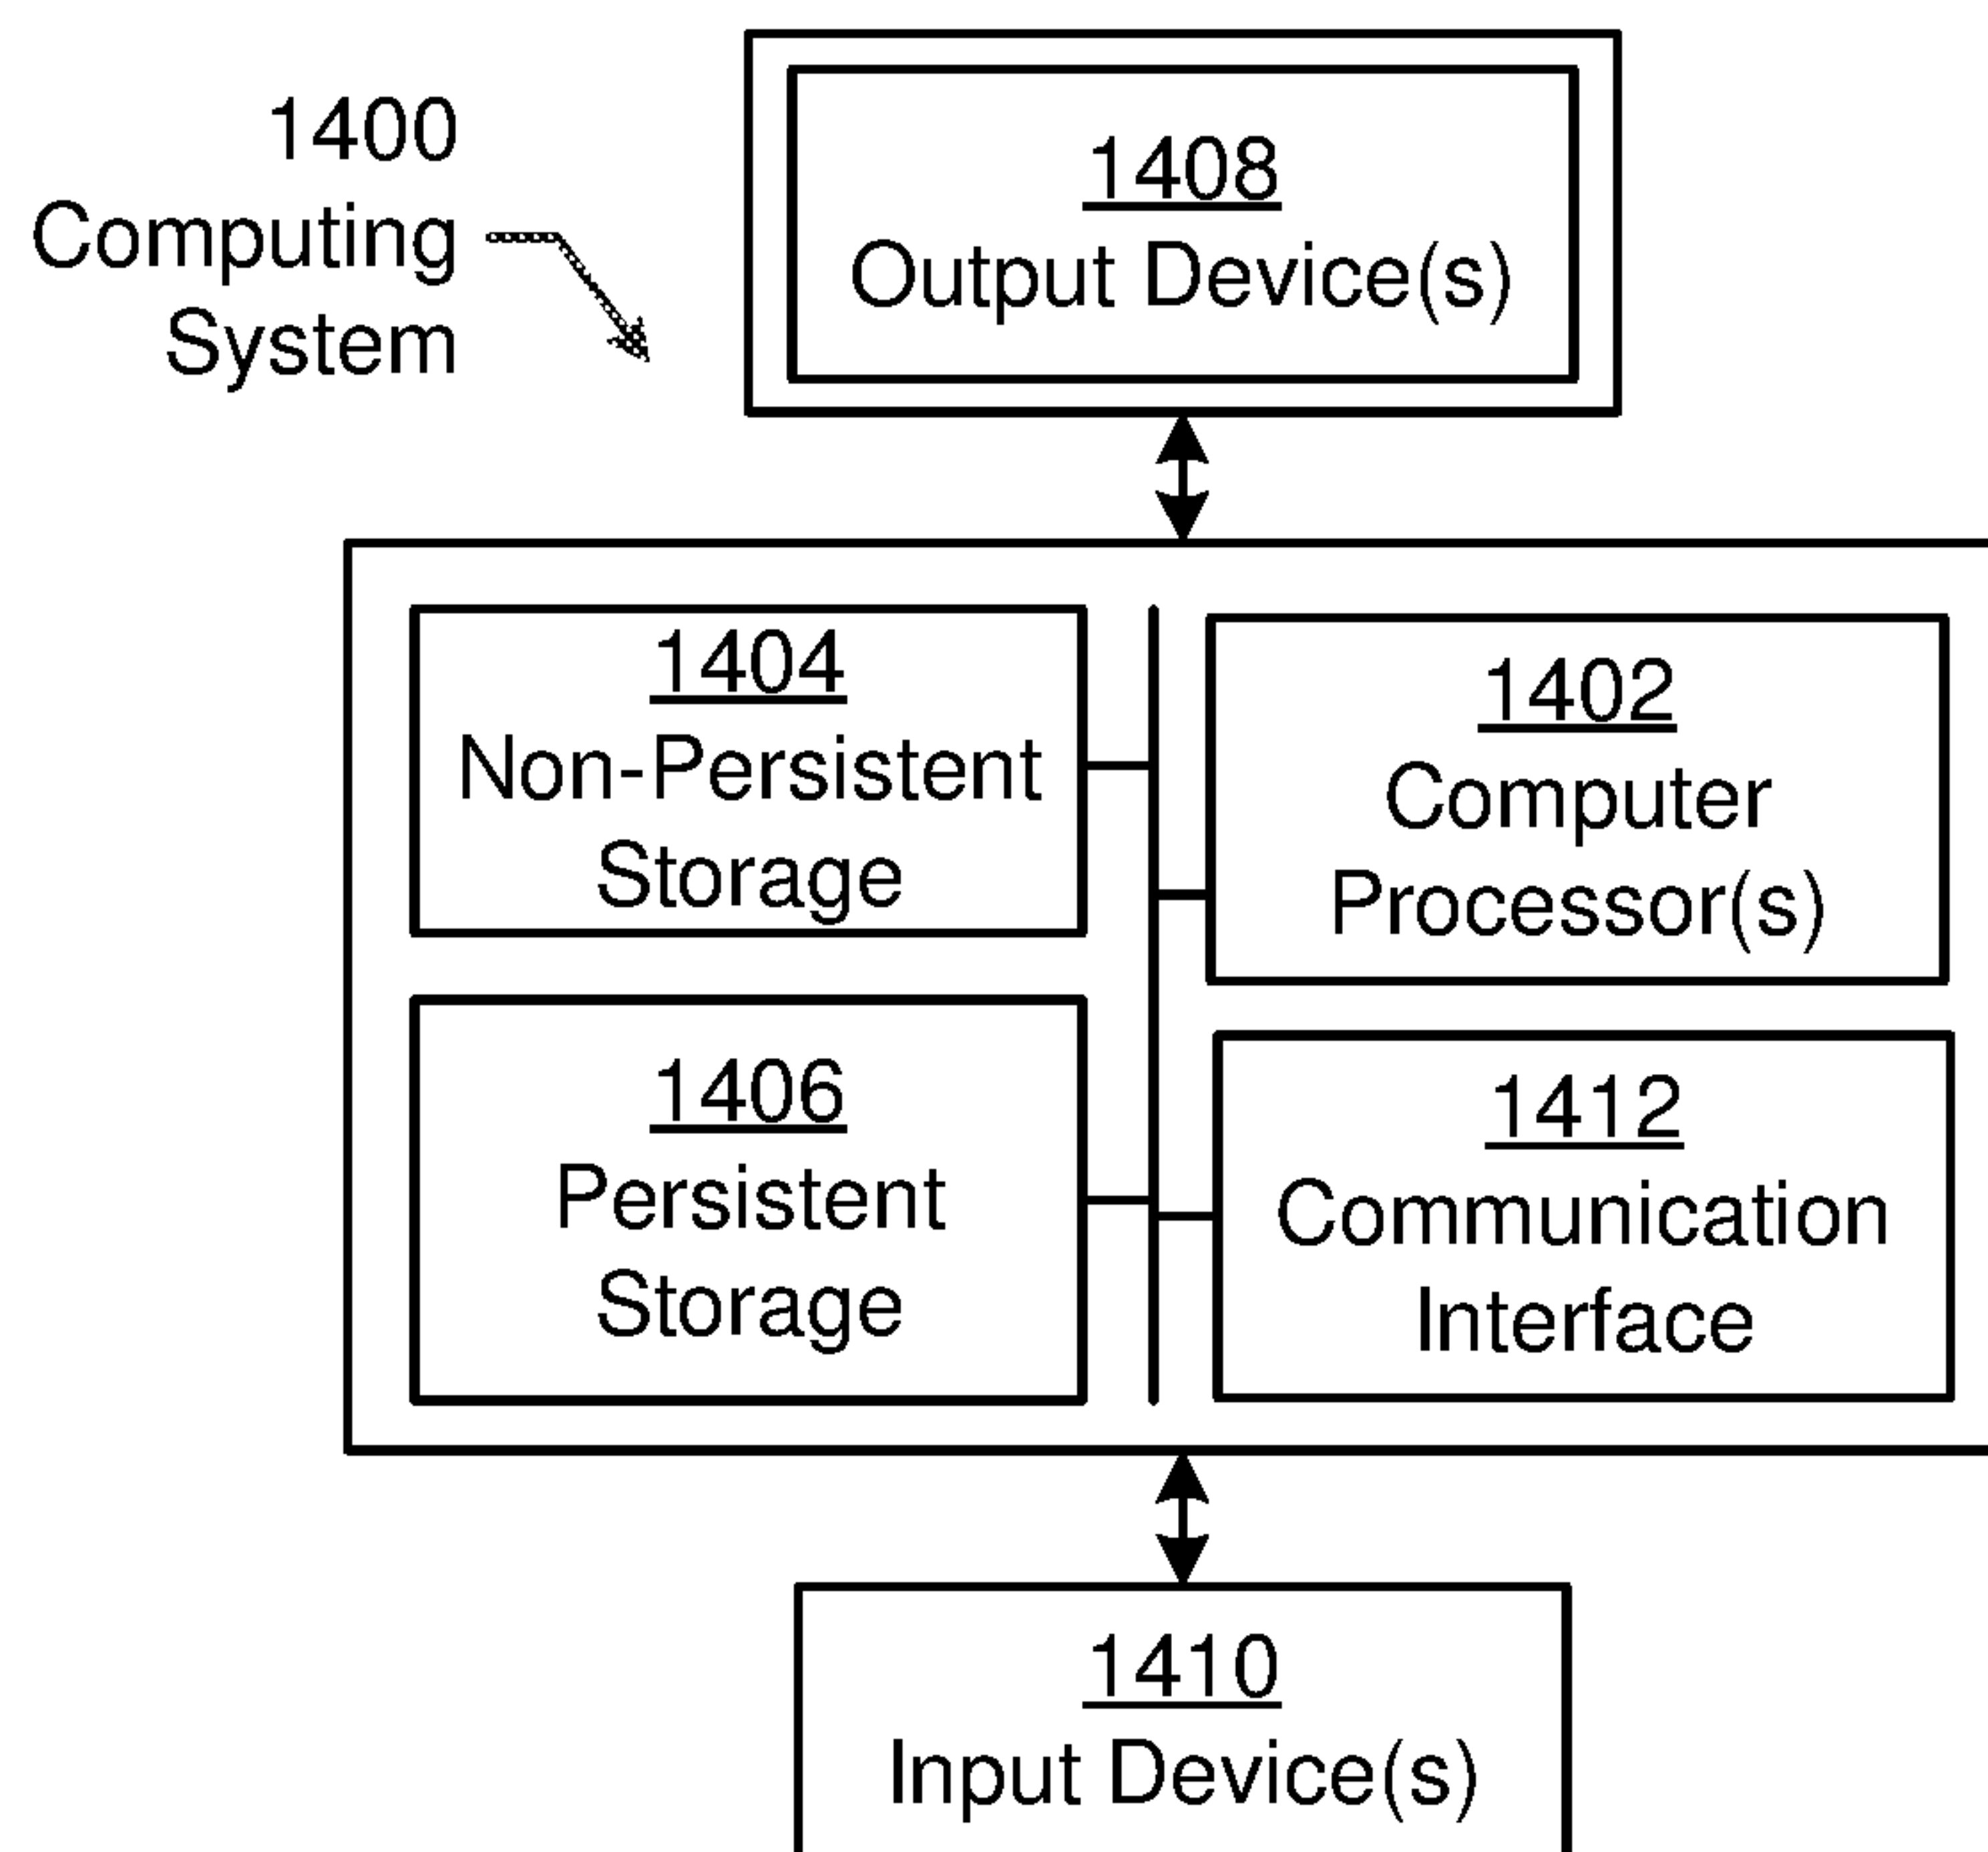 1400
Computing
System
1408
Output Device(s)
1404
Non-Persistent
Storage
1402
Computer
Processor(s)
1406
Persistent
Storage
1412
Communication
Interface
1410
Input Device(s)